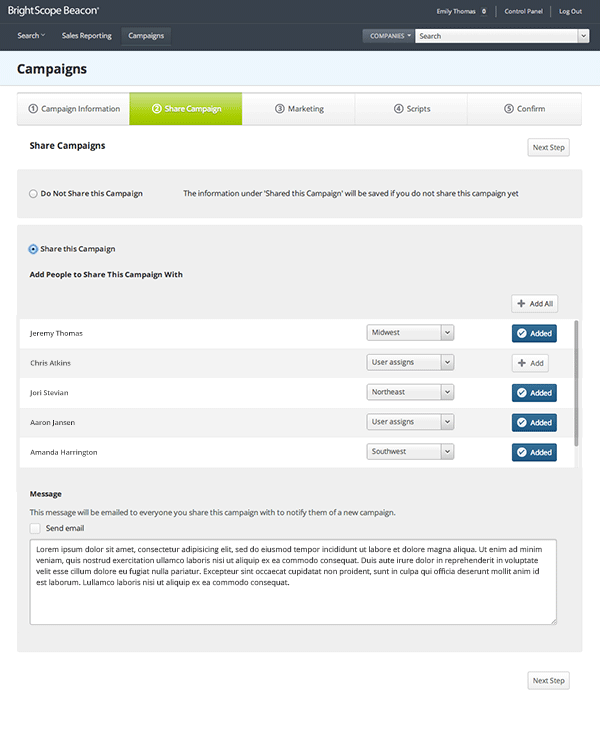 BrightScope Beacon®
Emily Thomas 0 Control Panel Log Out
Search Sales Reporting Campaigns COMPANIES Search
Campaigns
1 Campaign Information 2 Share Campaign 3 Marketing 4 Scripts 5 Confirm
Share Campaigns Next Step
Do Not Share this Campaign The information under 'Shared this Campaign' will be saved if you do not share this campaign yet
Share this Campaign
Add People to Share This Campaign With
Add All
Jeremy Thomas Midwest Added
Chris Atkins User assigns Add
Jori Stevian Northeast Added
Aaron Jansen User assigns Added
Amanda Harrington Southwest Added
Message
This message will be emailed to everyone you share this campaign with to notify them of a new campaign.
Send email
Lorem ipsum dolor sit amet, consectetur adipisicing elit, sed do eiusmod tempor incididunt ut labore et dolore magna aliqua. Ut enim ad minim
veniam, quis nostrud exercitation ullamco laboris nisi ut aliquip ex ea commodo consequat. Duis aute irure dolor in reprehenderit in voluptate
velit esse cillum dolore eu fugiat nulla pariatur. Excepteur sint occaecat cupidatat non proident, sunt in culpa qui officia deserunt mollit anim id
est laborum. Lullamco laboris nisi ut aliquip ex ea commodo consequat.
Next Step